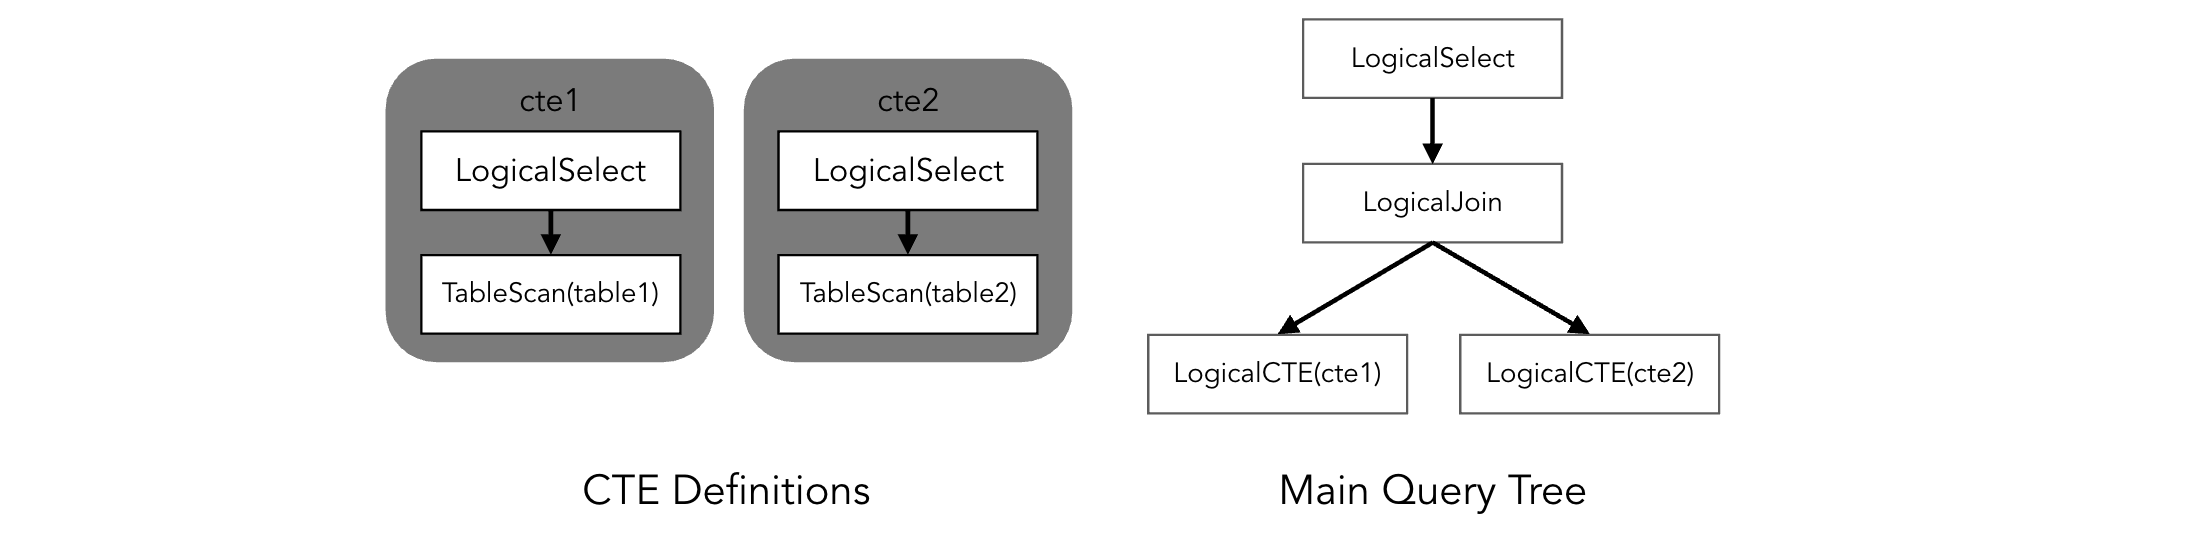 cte1
LogicalSelect
TableScan(table1)
cte2
LogicalSelect
TableScan(table2)
CTE Definitions
LogicalSelect
LogicalJoin
LogicalCTE(cte1)
LogicalCTE(cte2)
Main Query Tree